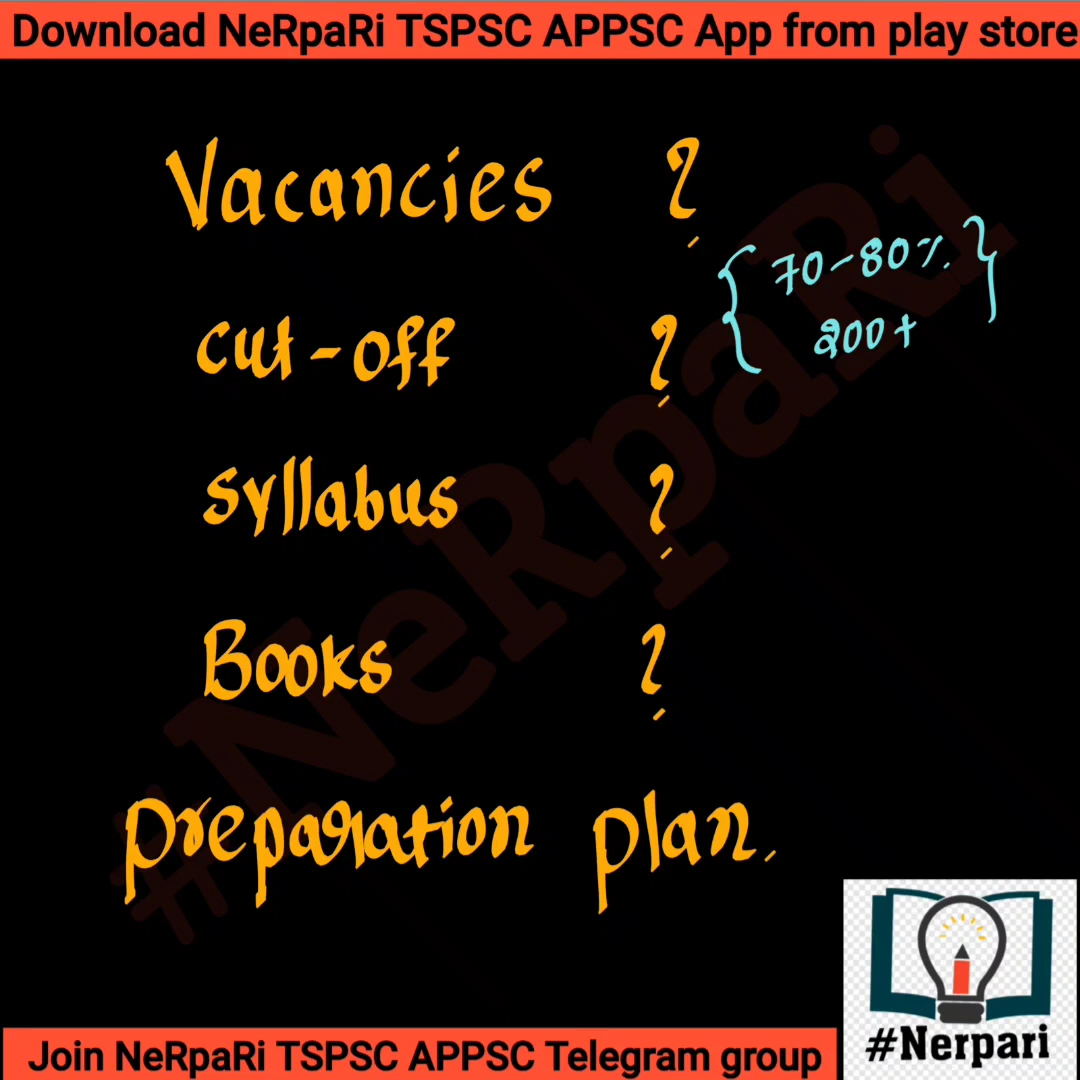 Download NeRpaRi TSPSC APPSC App from play store
Vacancies ?
{ 70-80%. }
200+
cut-off ?
syllabus ?
Books ?
preparation plan.
#NeRpaRi
#Nerpari
Join NeRpaRi TSPSC APPSC Telegram group